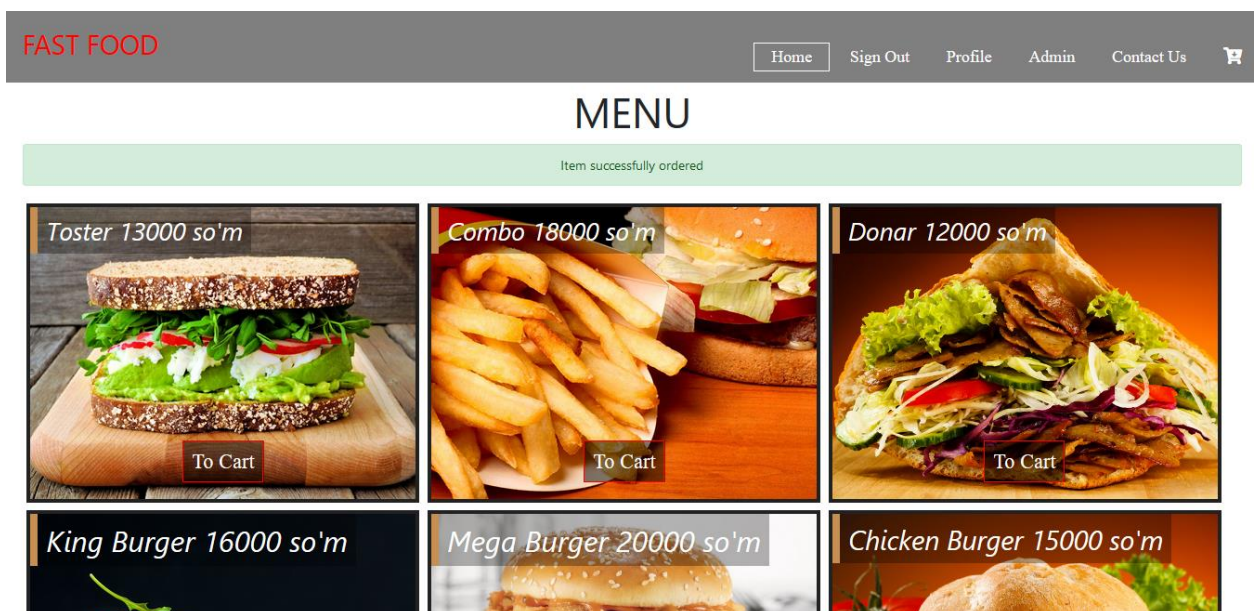 FAST FOOD
Home Sign Out Profile Admin Contact Us
MENU
Item successfully ordered
Toster 13000 so'm
Combo 18000 so'm
Donar 12000 so'm
To Cart
To Cart
To Cart
King Burger 16000 so'm
Mega Burger 20000 so'm
Chicken Burger 15000 so'm